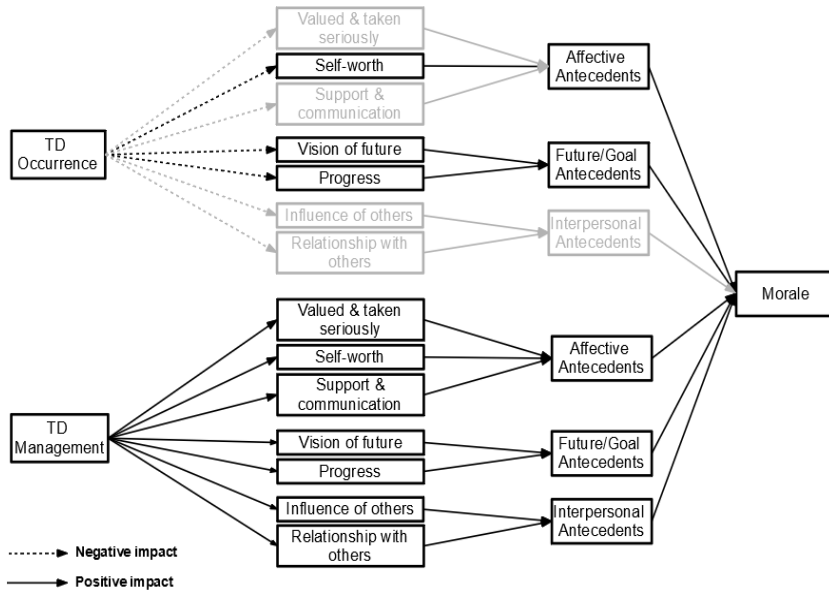 Valued & taken
seriously
Self-worth
Support &
communication
Affective
Antecedents
TD
Occurrence
Vision of future
Progress
Future/Goal
Antecedents
Influence of others
Relationship with
others
Interpersonal
Antecedents
Morale
Valued & taken
seriously
Self-worth
Support &
communication
Affective
Antecedents
TD
Management
Vision of future
Progress
Future/Goal
Antecedents
Influence of others
Relationship with
others
Interpersonal
Antecedents
Negative impact
Positive impact